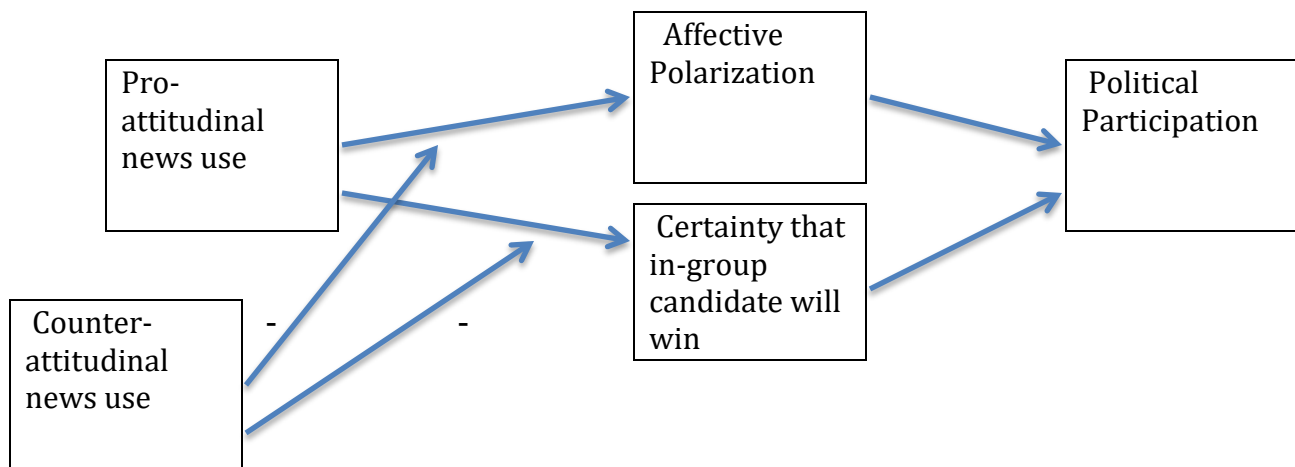 Pro-
attitudinal
news use
Affective
Polarization
Political
Participation
Certainty that
in-group
candidate will
win
Counter-
attitudinal
news use
-
-